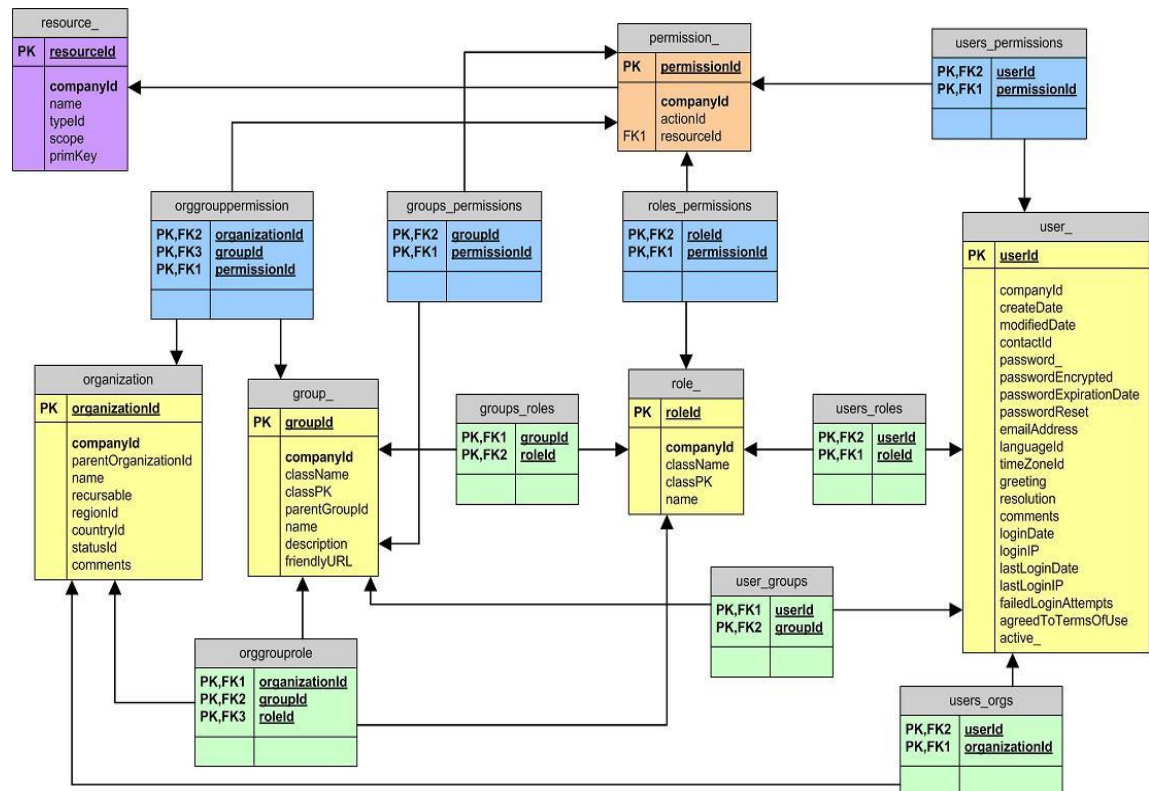 resource_
PK resourceId
companyId
name
typeId
scope
primKey
permission_
PK permissionId
companyId
actionId
FK1 resourceId
users_permissions
PK,FK2 userId
PK,FK1 permissionId
orggrouppermission
PK,FK2 organizationId
PK,FK3 groupId
PK,FK1 permissionId
groups_permissions
PK,FK2 groupId
PK,FK1 permissionId
roles_permissions
PK,FK2 roleId
PK,FK1 permissionId
user_
PK userId
companyId
createDate
modifiedDate
contactId
password_
passwordEncrypted
passwordExpirationDate
passwordReset
emailAddress
languageId
timeZoneId
greeting
resolution
comments
loginDate
loginIP
lastLoginDate
lastLoginIP
failedLoginAttempts
agreedToTermsOfUse
active_
organization
PK organizationId
companyId
parentOrganizationId
name
recursable
regionId
countryId
statusId
comments
group_
PK groupId
companyId
className
classPK
parentGroupId
name
description
friendlyURL
groups_roles
PK,FK1 groupId
PK,FK2 roleId
role_
PK roleId
companyId
className
classPK
name
users_roles
PK,FK2 userId
PK,FK1 roleId
user_groups
PK,FK1 userId
PK,FK2 groupId
orggrouprole
PK,FK1 organizationId
PK,FK2 groupId
PK,FK3 roleId
users_orgs
PK,FK2 userId
PK,FK1 organizationId